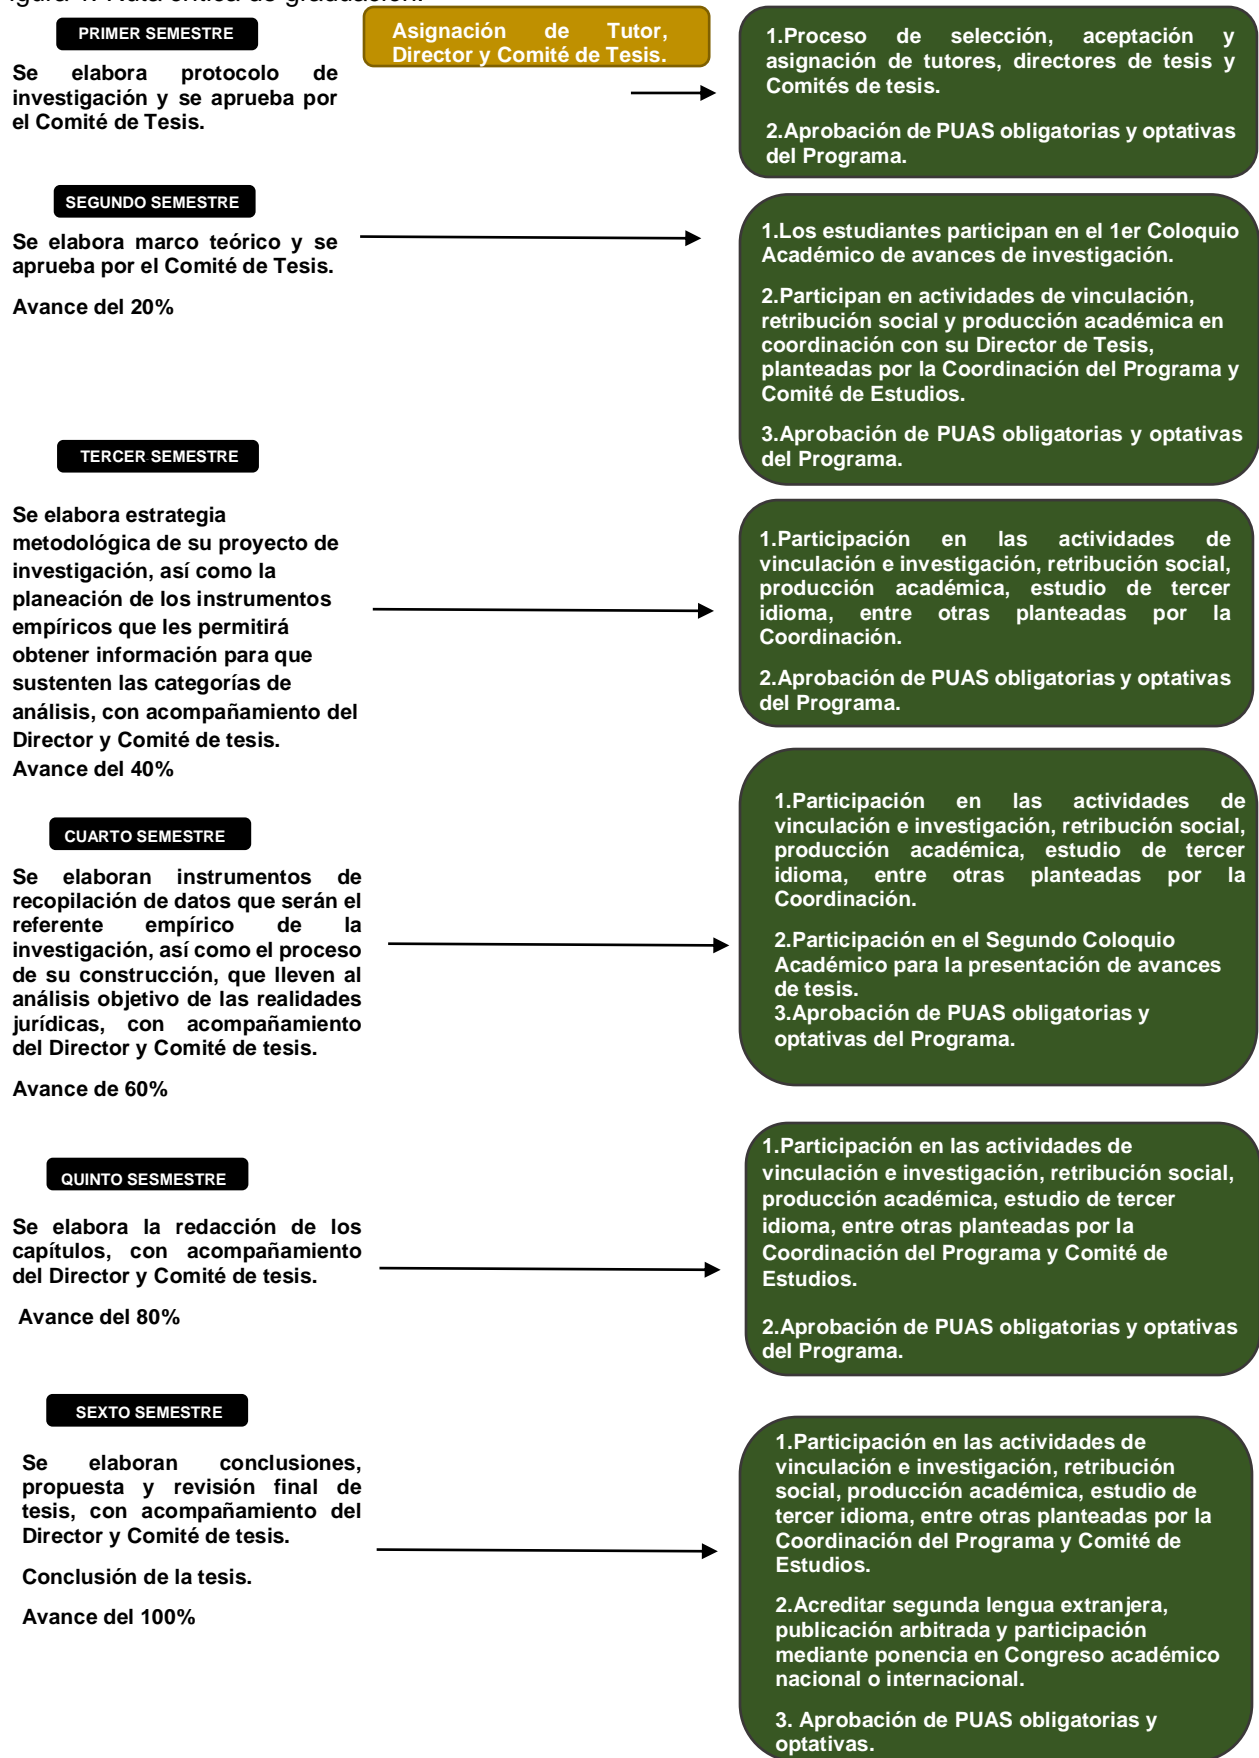 PRIMER SEMESTRE
Se elabora protocolo de
investigación y se aprueba por
el Comité de Tesis.
Asignación de Tutor,
Director y Comité de Tesis.
1.Proceso de selección, aceptación y
asignación de tutores, directores de tesis y
Comités de tesis.
2.Aprobación de PUAS obligatorias y optativas
del Programa.
SEGUNDO SEMESTRE
Se elabora marco teórico y se
aprueba por el Comité de Tesis.
Avance del 20%
1.Los estudiantes participan en el 1er Coloquio
Académico de avances de investigación.
2.Participan en actividades de vinculación,
retribución social y producción académica en
coordinación con su Director de Tesis,
planteadas por la Coordinación del Programa y
Comité de Estudios.
3.Aprobación de PUAS obligatorias y optativas
del Programa.
TERCER SEMESTRE
Se elabora estrategia
metodológica de su proyecto de
investigación, así como la
planeación de los instrumentos
empíricos que les permitirá
obtener información para que
sustenten las categorías de
análisis, con acompañamiento del
Director y Comité de tesis.
Avance del 40%
1.Participación en las actividades de
vinculación e investigación, retribución social,
producción académica, estudio de tercer
idioma, entre otras planteadas por la
Coordinación.
2.Aprobación de PUAS obligatorias y optativas
del Programa.
CUARTO SEMESTRE
Se elaboran instrumentos de
recopilación de datos que serán el
referente empírico de la
investigación, así como el proceso
de su construcción, que lleven al
análisis objetivo de las realidades
jurídicas, con acompañamiento
del Director y Comité de tesis.
Avance de 60%
1.Participación en las actividades de
vinculación e investigación, retribución social,
producción académica, estudio de tercer
idioma, entre otras planteadas por la
Coordinación.
2.Participación en el Segundo Coloquio
Académico para la presentación de avances
de tesis.
3.Aprobación de PUAS obligatorias y
optativas del Programa.
QUINTO SESMESTRE
Se elabora la redacción de los
capítulos, con acompañamiento
del Director y Comité de tesis.
Avance del 80%
1.Participación en las actividades de
vinculación e investigación, retribución social,
producción académica, estudio de tercer
idioma, entre otras planteadas por la
Coordinación del Programa y Comité de
Estudios.
2.Aprobación de PUAS obligatorias y optativas
del Programa.
SEXTO SEMESTRE
Se elaboran conclusiones,
propuesta y revisión final de
tesis, con acompañamiento del
Director y Comité de tesis.
Conclusión de la tesis.
Avance del 100%
1.Participación en las actividades de
vinculación e investigación, retribución
social, producción académica, estudio de
tercer idioma, entre otras planteadas por la
Coordinación del Programa y Comité de
Estudios.
2.Acreditar segunda lengua extranjera,
publicación arbitrada y participación
mediante ponencia en Congreso académico
nacional o internacional.
3. Aprobación de PUAS obligatorias y
optativas.